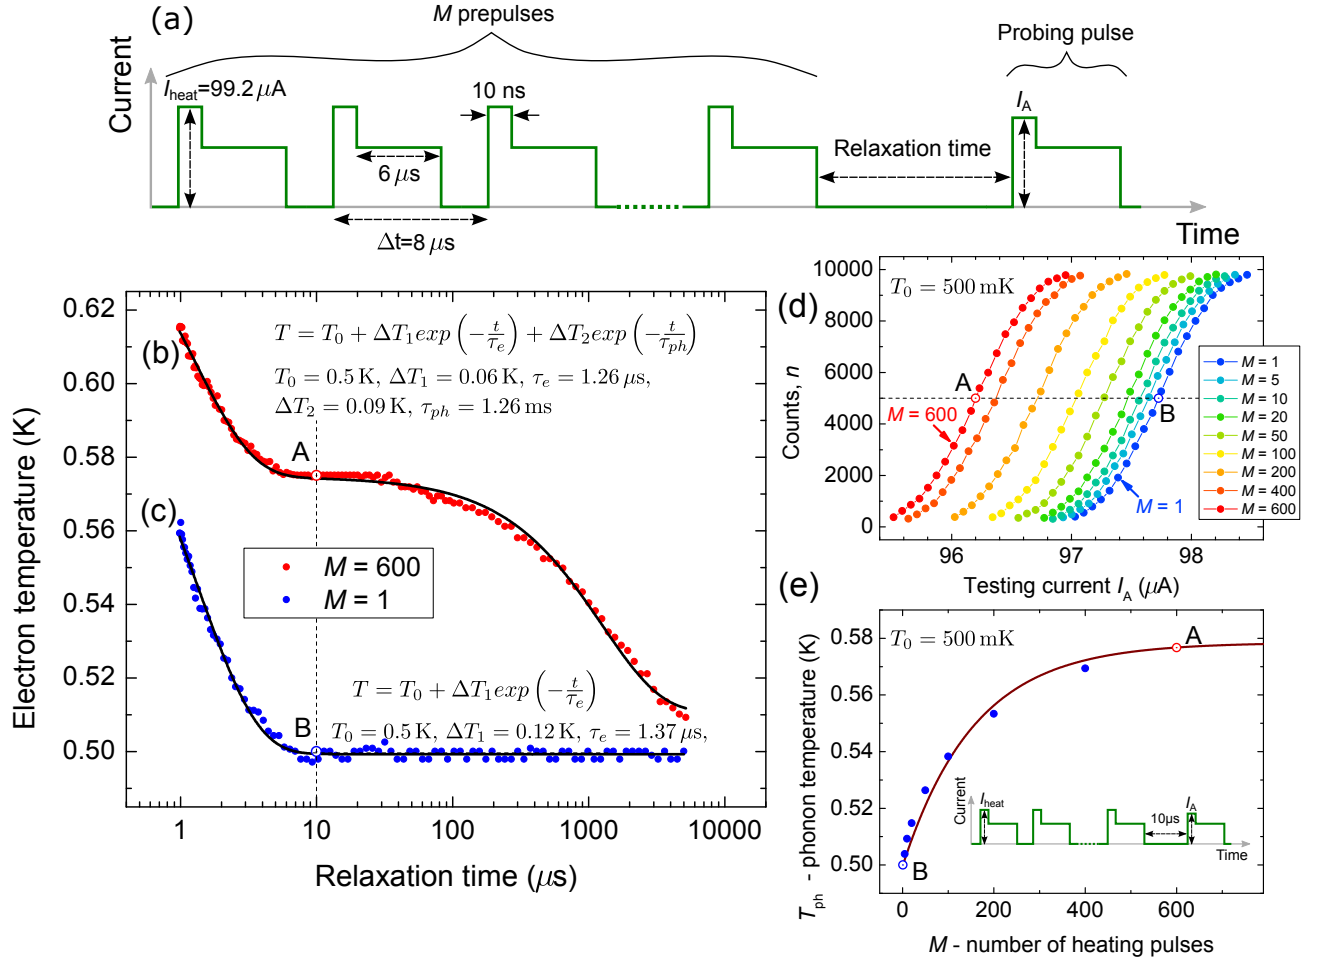 (a)
M prepulses
Probing pulse
Current
I_heat=99.2 μA
10 ns
I_A
6 μs
Relaxation time
Δt=8 μs
Time
(b)
T = T_0 + ΔT_1exp(−t/τ_e) + ΔT_2exp(−t/τ_ph)
T_0 = 0.5 K, ΔT_1 = 0.06 K, τ_e = 1.26 μs,
ΔT_2 = 0.09 K, τ_ph = 1.26 ms
A
(c)
M = 600
M = 1
T = T_0 + ΔT_1exp(−t/τ_e)
B
T_0 = 0.5 K, ΔT_1 = 0.12 K, τ_e = 1.37 μs,
Electron temperature (K)
0.62
0.60
0.58
0.56
0.54
0.52
0.50
1 10 100 1000 10000
Relaxation time (μs)
(d)
T_0 = 500 mK
Counts, n
10000
8000
6000
4000
2000
0
A
B
M = 600
M = 1
M = 1
M = 5
M = 10
M = 20
M = 50
M = 100
M = 200
M = 400
M = 600
96 97 98
Testing current I_A (μA)
(e)
T_0 = 500 mK
T_ph - phonon temperature (K)
0.58
0.56
0.54
0.52
0.50
A
B
Current
I_heat
10μs
I_A
Time
0 200 400 600
M - number of heating pulses